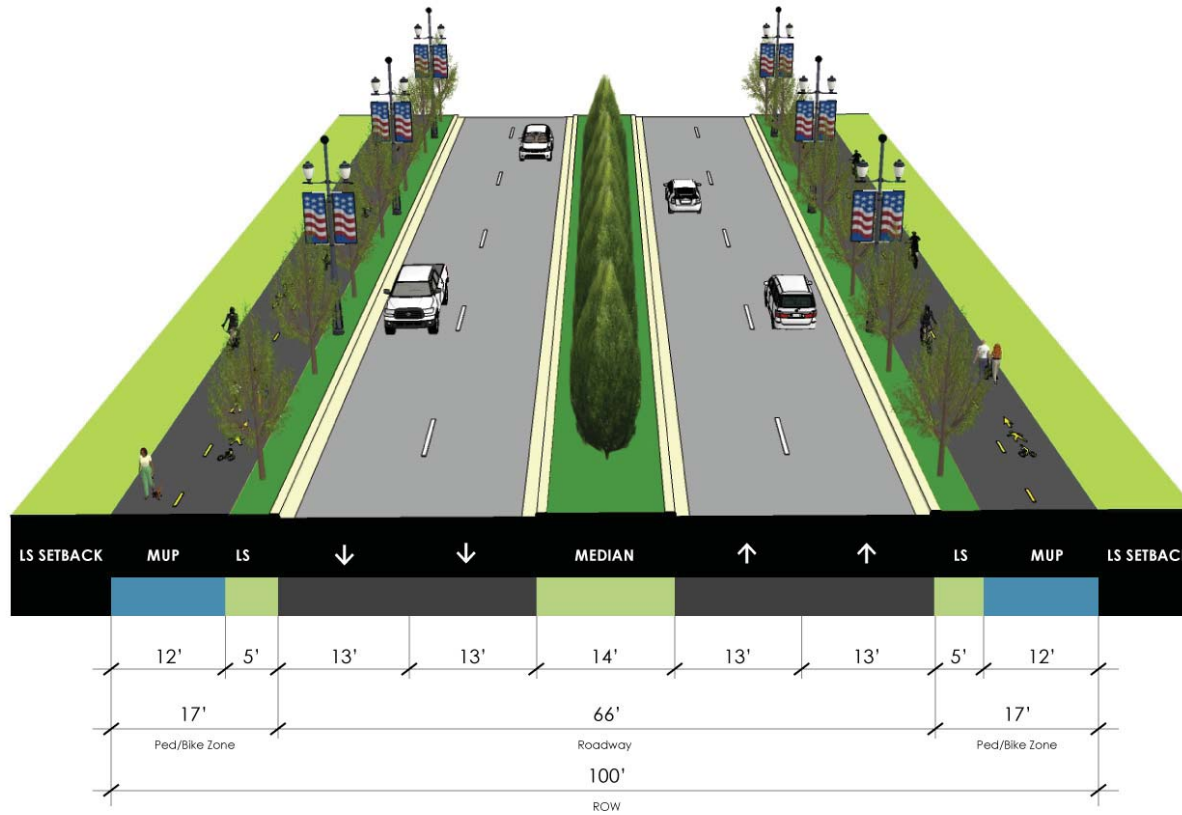 LS SETBACK MUP LS ↓ ↓ MEDIAN ↑ ↑ LS MUP LS SETBACK
12' 5' 13' 13' 14' 13' 13' 5' 12'
17' 66' 17'
Ped/Bike Zone Roadway Ped/Bike Zone
100'
ROW